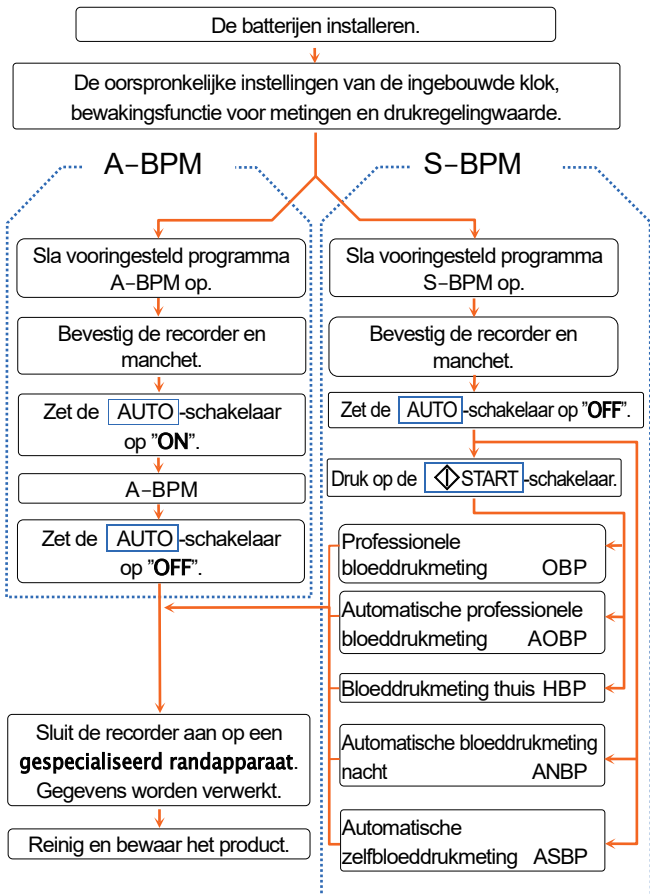 De batterijen installeren.
De oorspronkelijke instellingen van de ingebouwde klok,
bewakingsfunctie voor metingen en drukregelingwaarde.
A–BPM
Sla vooringesteld programma
A–BPM op.
Bevestig de recorder en
manchet.
Zet de AUTO-schakelaar
op "ON".
A–BPM
Zet de AUTO-schakelaar
op "OFF".
Sluit de recorder aan op een
gespecialiseerd randapparaat.
Gegevens worden verwerkt.
Reinig en bewaar het product.
S–BPM
Sla vooringesteld programma
S–BPM op.
Bevestig de recorder en
manchet.
Zet de AUTO-schakelaar op "OFF".
Druk op de START-schakelaar.
Professionele
bloeddrukmeting OBP
Automatische professionele
bloeddrukmeting AOBP
Bloeddrukmeting thuis HBP
Automatische bloeddrukmeting
nacht ANBP
Automatische
zelfbloeddrukmeting ASBP